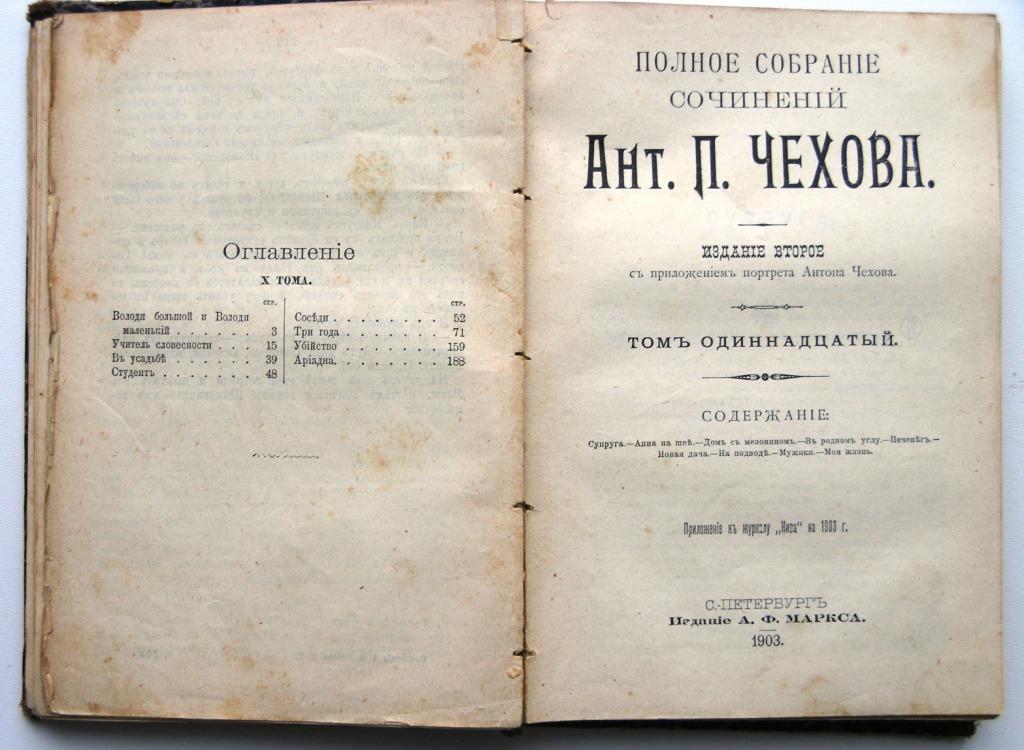 Оглавленіе
X ТОМА.
СТР.
Володя большой и Володя
маленькій . . . . . . 3
Учитель словесности . . . 15
Въ усадьбѣ . . . . . . 39
Студентъ . . . . . . . 48
СТР.
Сосѣди . . . . . . . . 52
Три года . . . . . . . 71
Убійство . . . . . . . 159
Аріадна. . . . . . . . 188
ПОЛНОЕ СОБРАНІЕ
СОЧИНЕНІЙ
АНТ. П. ЧЕХОВА.
ИЗДАНІЕ ВТОРОЕ
съ приложеніемъ портрета Антона Чехова.
ТОМЪ ОДИННАДЦАТЫЙ.
СОДЕРЖАНІЕ:
Супруга.—Анна на шеѣ.—Домъ съ мезониномъ.—Въ родномъ углу.—Печенѣгъ.—
Новая дача.—На подводѣ.—Мужики.—Моя жизнь.
Приложеніе къ журналу „Нива“ на 1903 г.
С.-ПЕТЕРБУРГЪ
Изданіе А. Ф. МАРКСА.
1903.